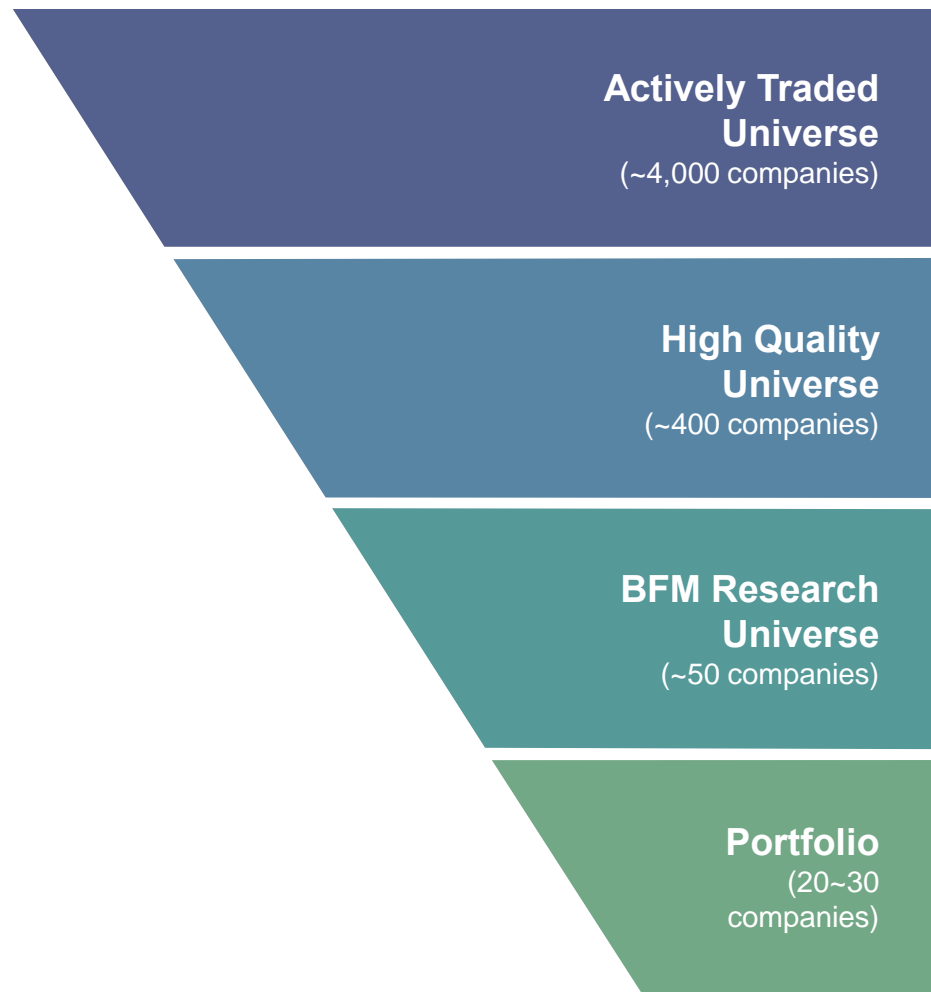 Actively Traded
Universe
(~4,000 companies)
High Quality
Universe
(~400 companies)
BFM Research
Universe
(~50 companies)
Portfolio
(20~30
companies)